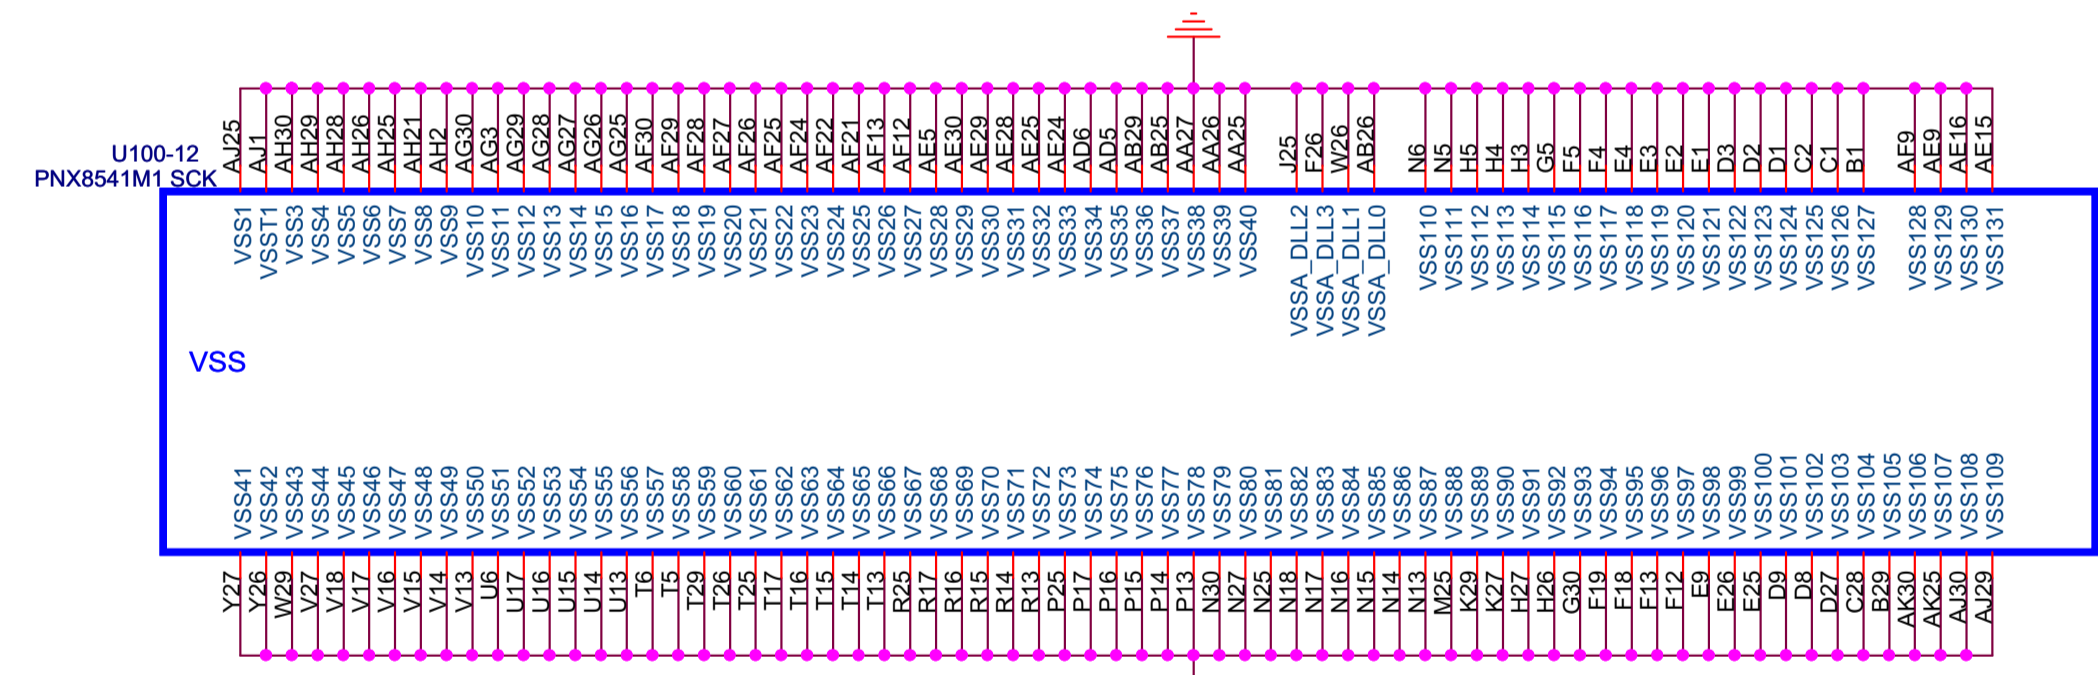 U100-12
PNX8541M1 SCK
AJ25 AJ1 AH30 AH29 AH28 AH26 AH25 AH21 AH2 AG30 AG3 AG29 AG28 AG27 AG26 AG25 AF30 AF29 AF28 AF27 AF26 AF25 AF24 AF22 AF21 AF13 AF12 AE5 AE30 AE29 AE28 AE25 AE24 AD6 AD5 AB29 AB25 AA27 AA26 AA25 J25 F26 W26 AB26 N6 N5 H5 H4 H3 G5 F5 F4 E4 E3 E2 E1 D3 D2 D1 C2 C1 B1 AF9 AE9 AE16 AE15
VSS1 VSST1 VSS3 VSS4 VSS5 VSS6 VSS7 VSS8 VSS9 VSS10 VSS11 VSS12 VSS13 VSS14 VSS15 VSS16 VSS17 VSS18 VSS19 VSS20 VSS21 VSS22 VSS23 VSS24 VSS25 VSS26 VSS27 VSS28 VSS29 VSS30 VSS31 VSS32 VSS33 VSS34 VSS35 VSS36 VSS37 VSS38 VSS39 VSS40 VSSA_DLL2 VSSA_DLL3 VSSA_DLL1 VSSA_DLL0 VSS110 VSS111 VSS112 VSS113 VSS114 VSS115 VSS116 VSS117 VSS118 VSS119 VSS120 VSS121 VSS122 VSS123 VSS124 VSS125 VSS126 VSS127 VSS128 VSS129 VSS130 VSS131
VSS
VSS41 VSS42 VSS43 VSS44 VSS45 VSS46 VSS47 VSS48 VSS49 VSS50 VSS51 VSS52 VSS53 VSS54 VSS55 VSS56 VSS57 VSS58 VSS59 VSS60 VSS61 VSS62 VSS63 VSS64 VSS65 VSS66 VSS67 VSS68 VSS69 VSS70 VSS71 VSS72 VSS73 VSS74 VSS75 VSS76 VSS77 VSS78 VSS79 VSS80 VSS81 VSS82 VSS83 VSS84 VSS85 VSS86 VSS87 VSS88 VSS89 VSS90 VSS91 VSS92 VSS93 VSS94 VSS95 VSS96 VSS97 VSS98 VSS99 VSS100 VSS101 VSS102 VSS103 VSS104 VSS105 VSS106 VSS107 VSS108 VSS109
Y27 Y26 W29 V27 V18 V17 V16 V15 V14 V13 U6 U17 U16 U15 U14 U13 T6 T5 T29 T26 T25 T17 T16 T15 T14 T13 R25 R17 R16 R15 R14 R13 P25 P17 P16 P15 P14 P13 N30 N27 N25 N18 N17 N16 N15 N14 N13 M25 K29 K27 H27 H26 G30 F19 F18 F13 F12 E9 E26 E25 D9 D8 D27 C28 B29 AK30 AK25 AJ30 AJ29